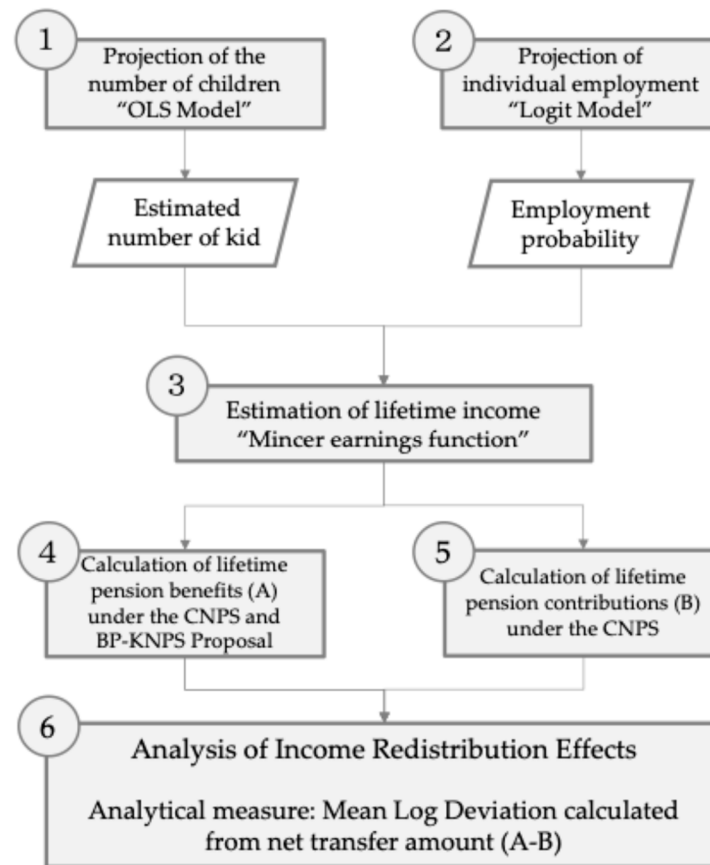 1
Projection of the
number of children
“OLS Model”
2
Projection of
individual employment
“Logit Model”
Estimated
number of kid
Employment
probability
3
Estimation of lifetime income
“Mincer earnings function”
4
Calculation of lifetime
pension benefits (A)
under the CNPS and
BP-KNPS Proposal
5
Calculation of lifetime
pension contributions (B)
under the CNPS
6
Analysis of Income Redistribution Effects
Analytical measure: Mean Log Deviation calculated
from net transfer amount (A-B)